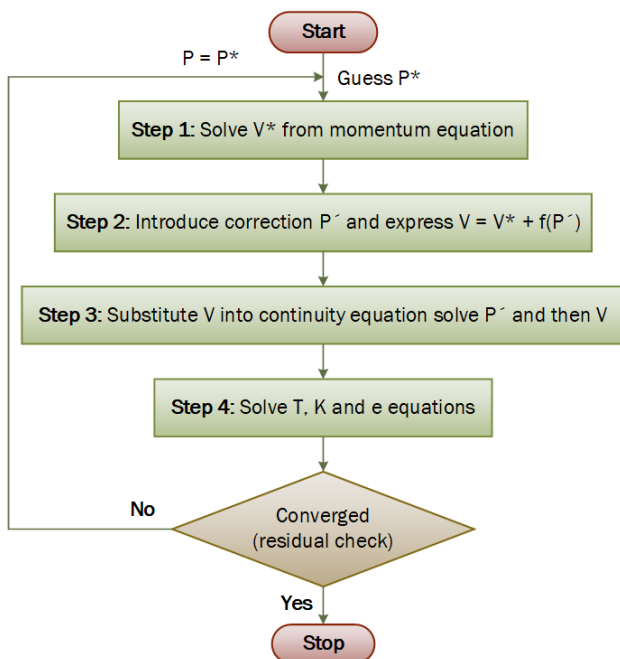 Start
P = P*
Guess P*
Step 1: Solve V* from momentum equation
Step 2: Introduce correction P´ and express V = V* + f(P´)
Step 3: Substitute V into continuity equation solve P´ and then V
Step 4: Solve T, K and e equations
No
Converged
(residual check)
Yes
Stop